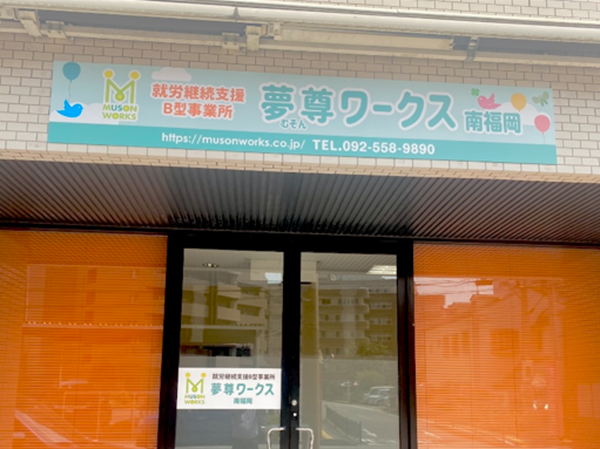 MUSON
WORKS
就労継続支援
B型事業所
夢尊ワークス 南福岡
むそん
https://musonworks.co.jp/ TEL.092-558-9890
就労継続支援B型事業所
MUSON
WORKS
夢尊ワークス
南福岡